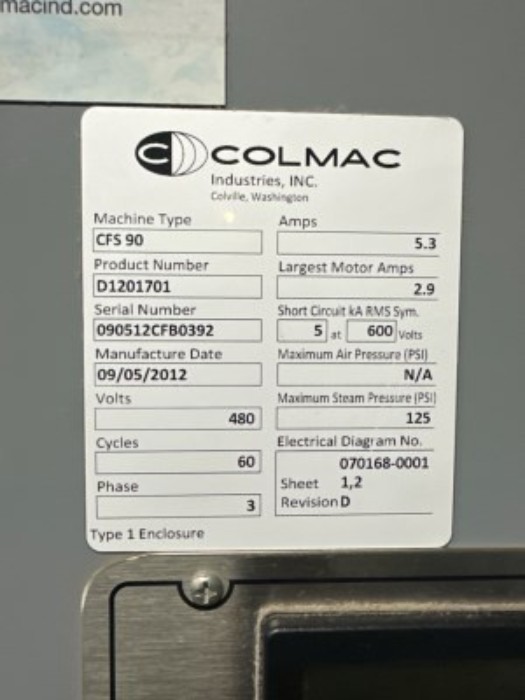 macind.com
COLMAC
Industries, INC.
Colville, Washington
Machine Type
CFS 90
Product Number
D1201701
Serial Number
090512CFB0392
Manufacture Date
09/05/2012
Volts
480
Cycles
60
Phase
3
Type 1 Enclosure
Amps
5.3
Largest Motor Amps
2.9
Short Circuit kA RMS Sym.
5 at 600 Volts
Maximum Air Pressure (PSI)
N/A
Maximum Steam Pressure (PSI)
125
Electrical Diagram No.
070168-0001
Sheet 1,2
Revision D